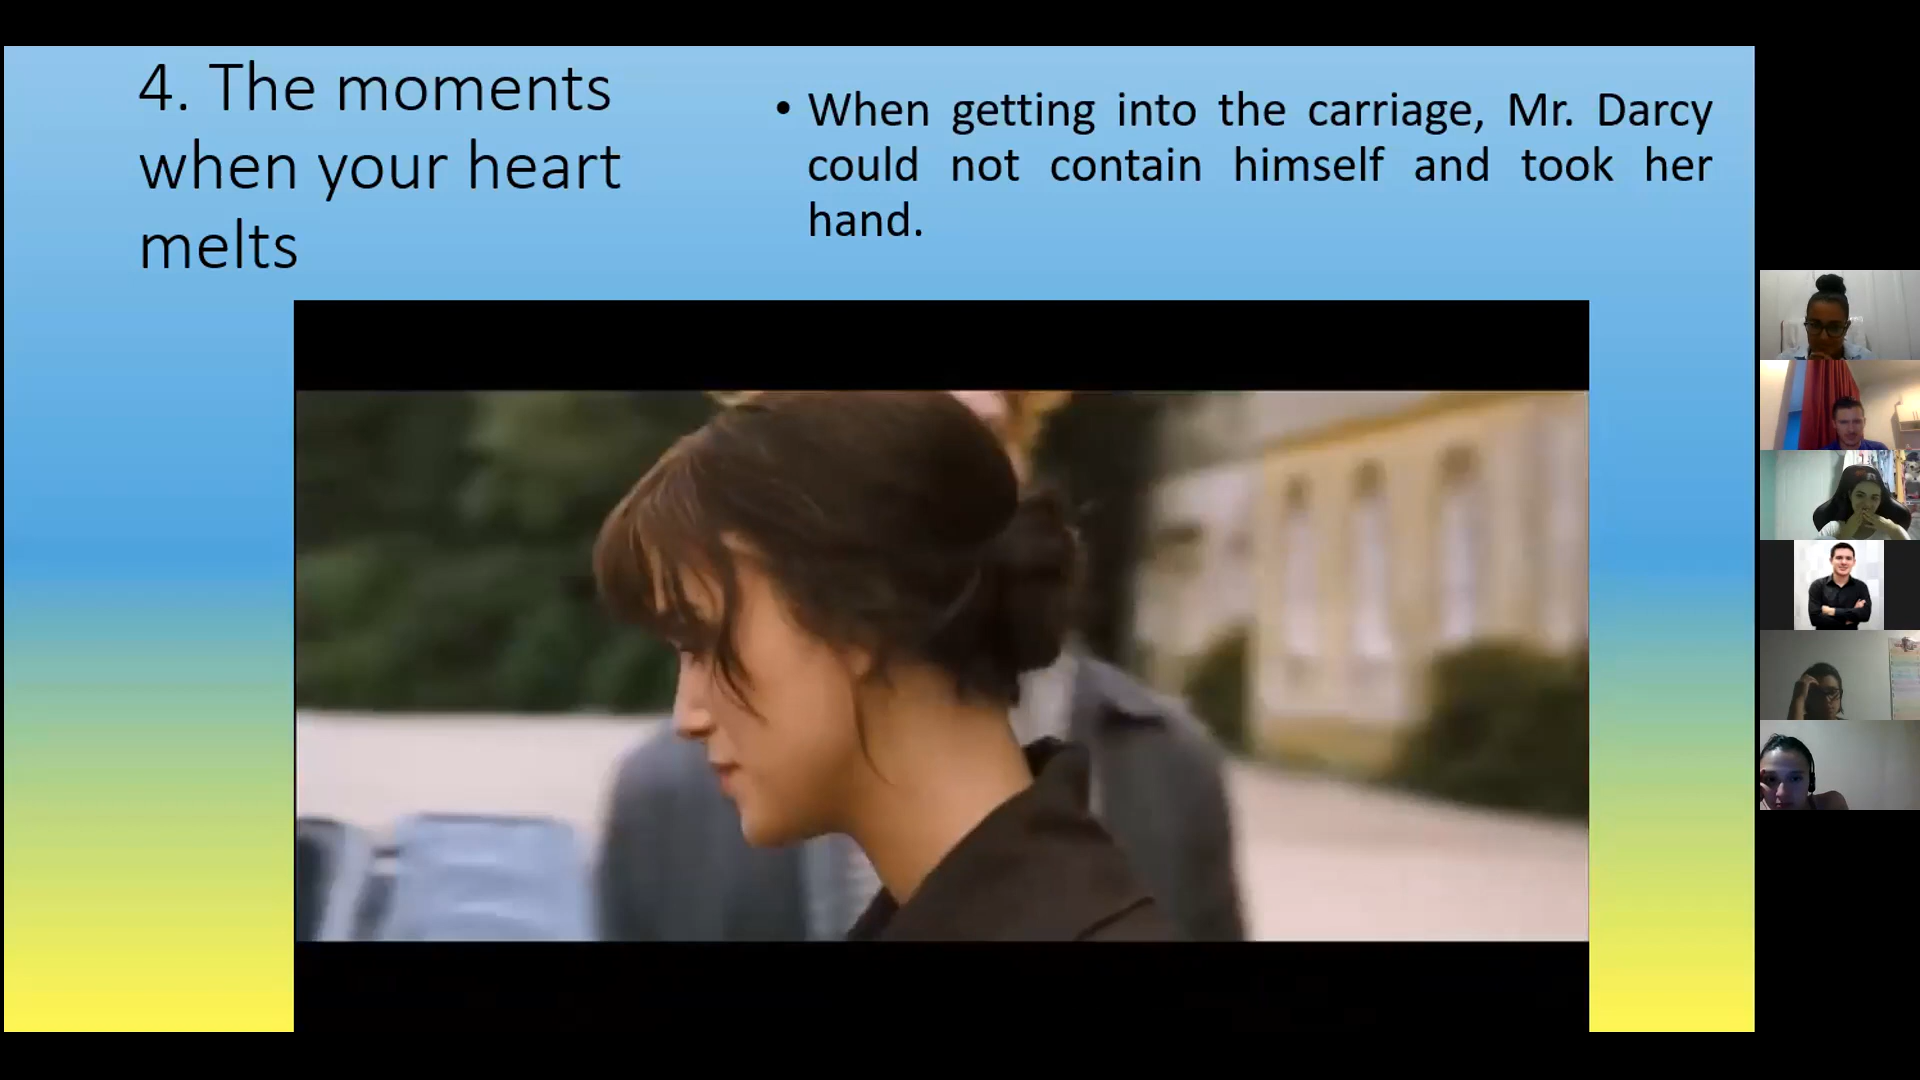 4. The moments
when your heart
melts
• When getting into the carriage, Mr. Darcy
could not contain himself and took her
hand.